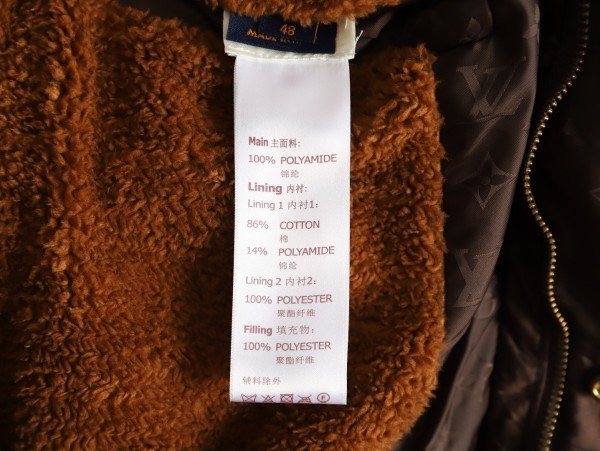 48
Main 主面料:
100% POLYAMIDE
锦纶
Lining 内衬:
Lining 1 内衬1:
86% COTTON
棉
14% POLYAMIDE
锦纶
Lining 2 内衬2:
100% POLYESTER
聚酯纤维
Filling 填充物:
100% POLYESTER
聚酯纤维
辅料除外